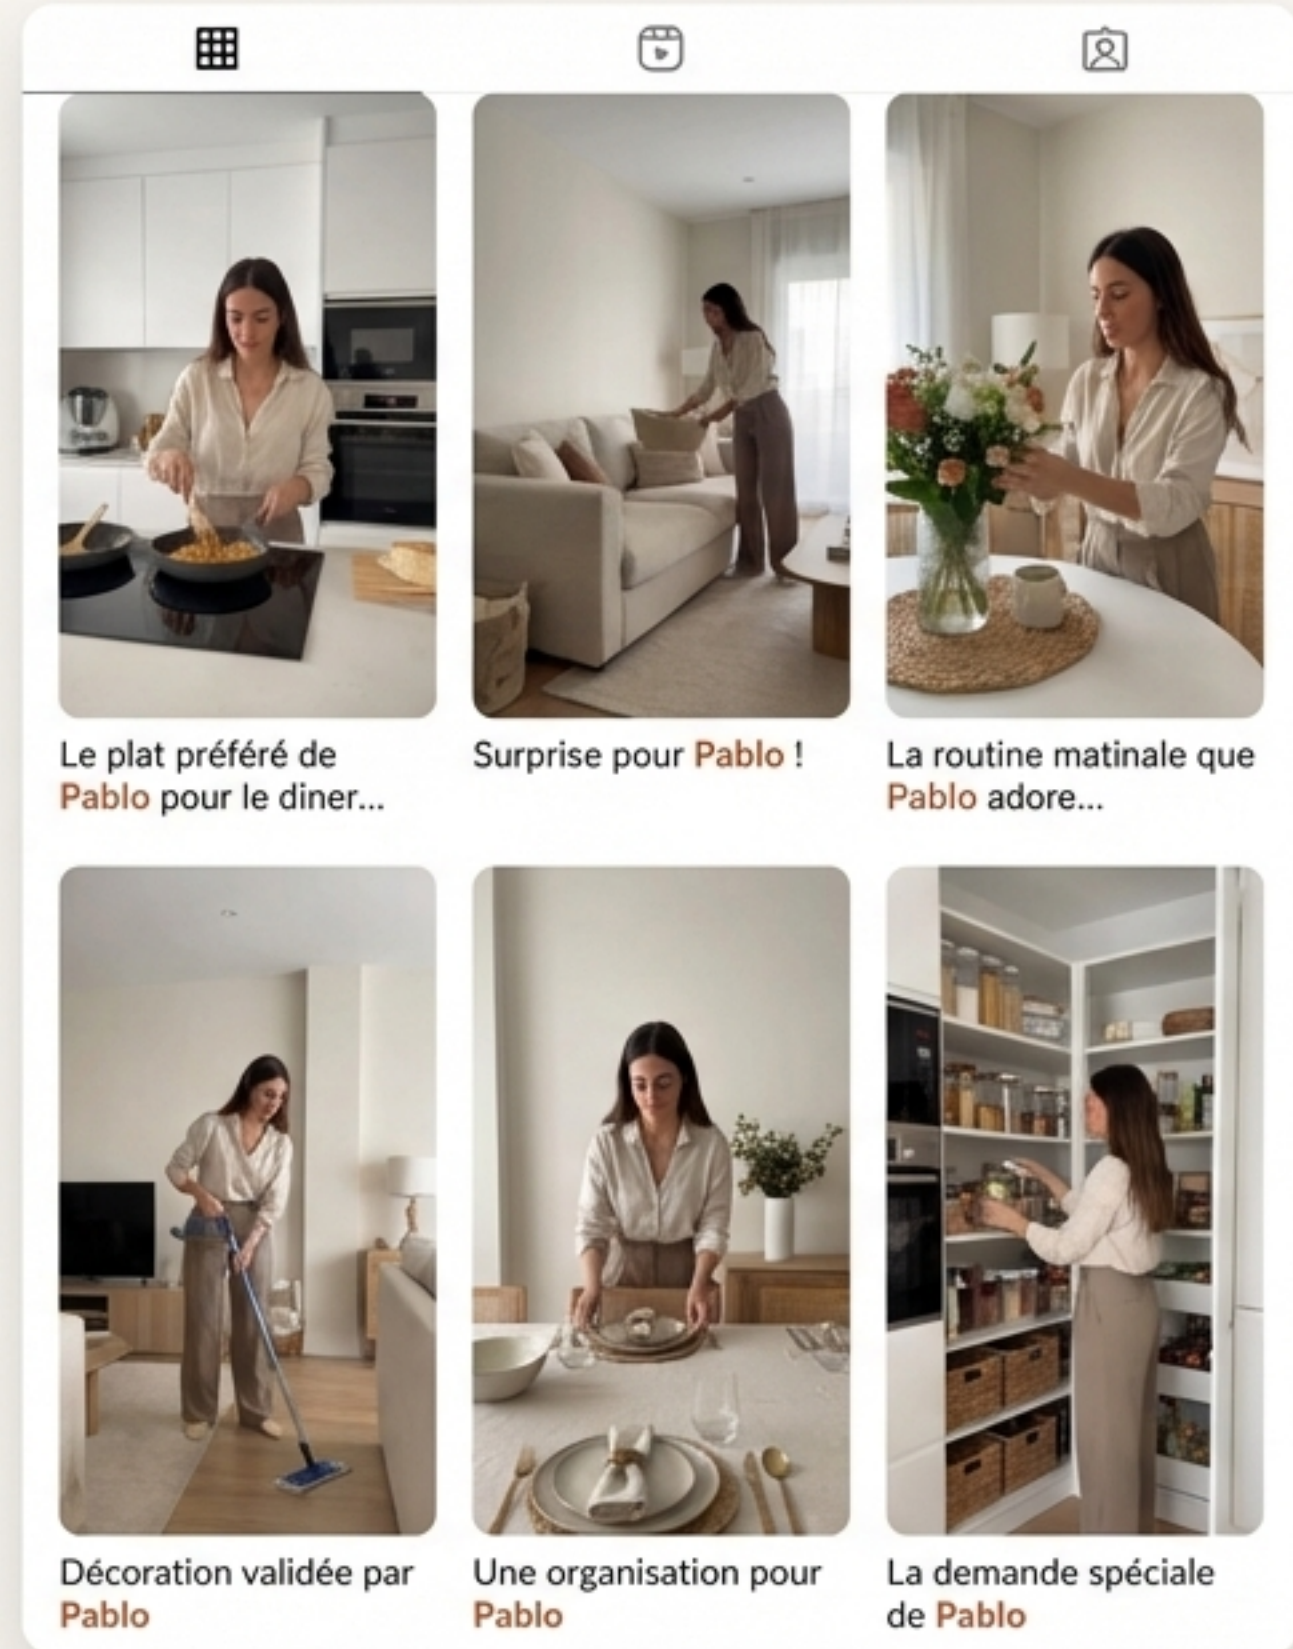 Le plat préféré de
Pablo pour le diner...
Surprise pour Pablo !
La routine matinale que
Pablo adore...
Décoration validée par
Pablo
Une organisation pour
Pablo
La demande spéciale
de Pablo